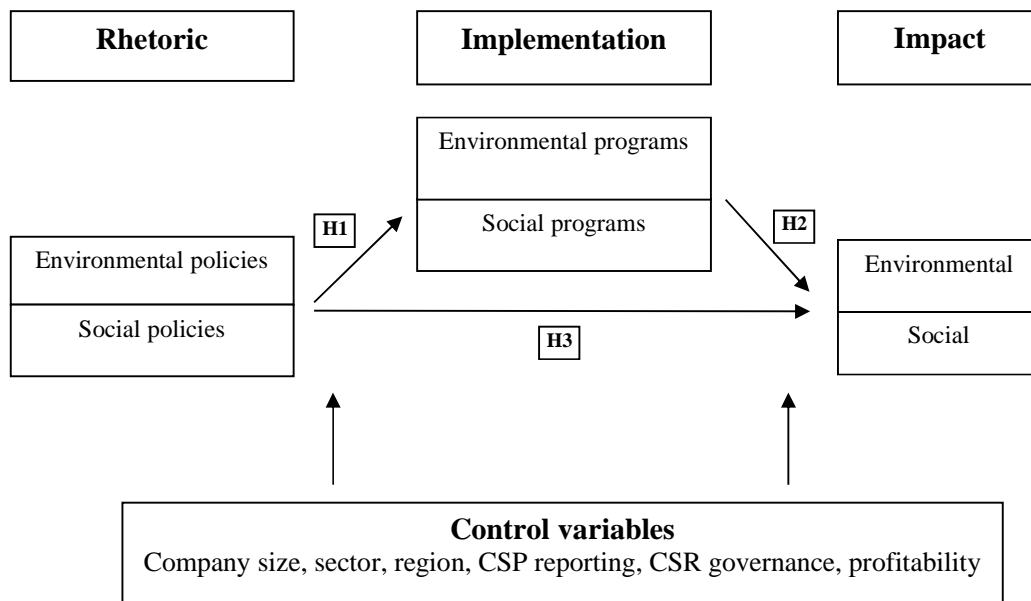 Rhetoric
Implementation
Impact
Environmental programs
Social programs
H1
H2
Environmental policies
Social policies
Environmental
Social
H3
Control variables
Company size, sector, region, CSP reporting, CSR governance, profitability